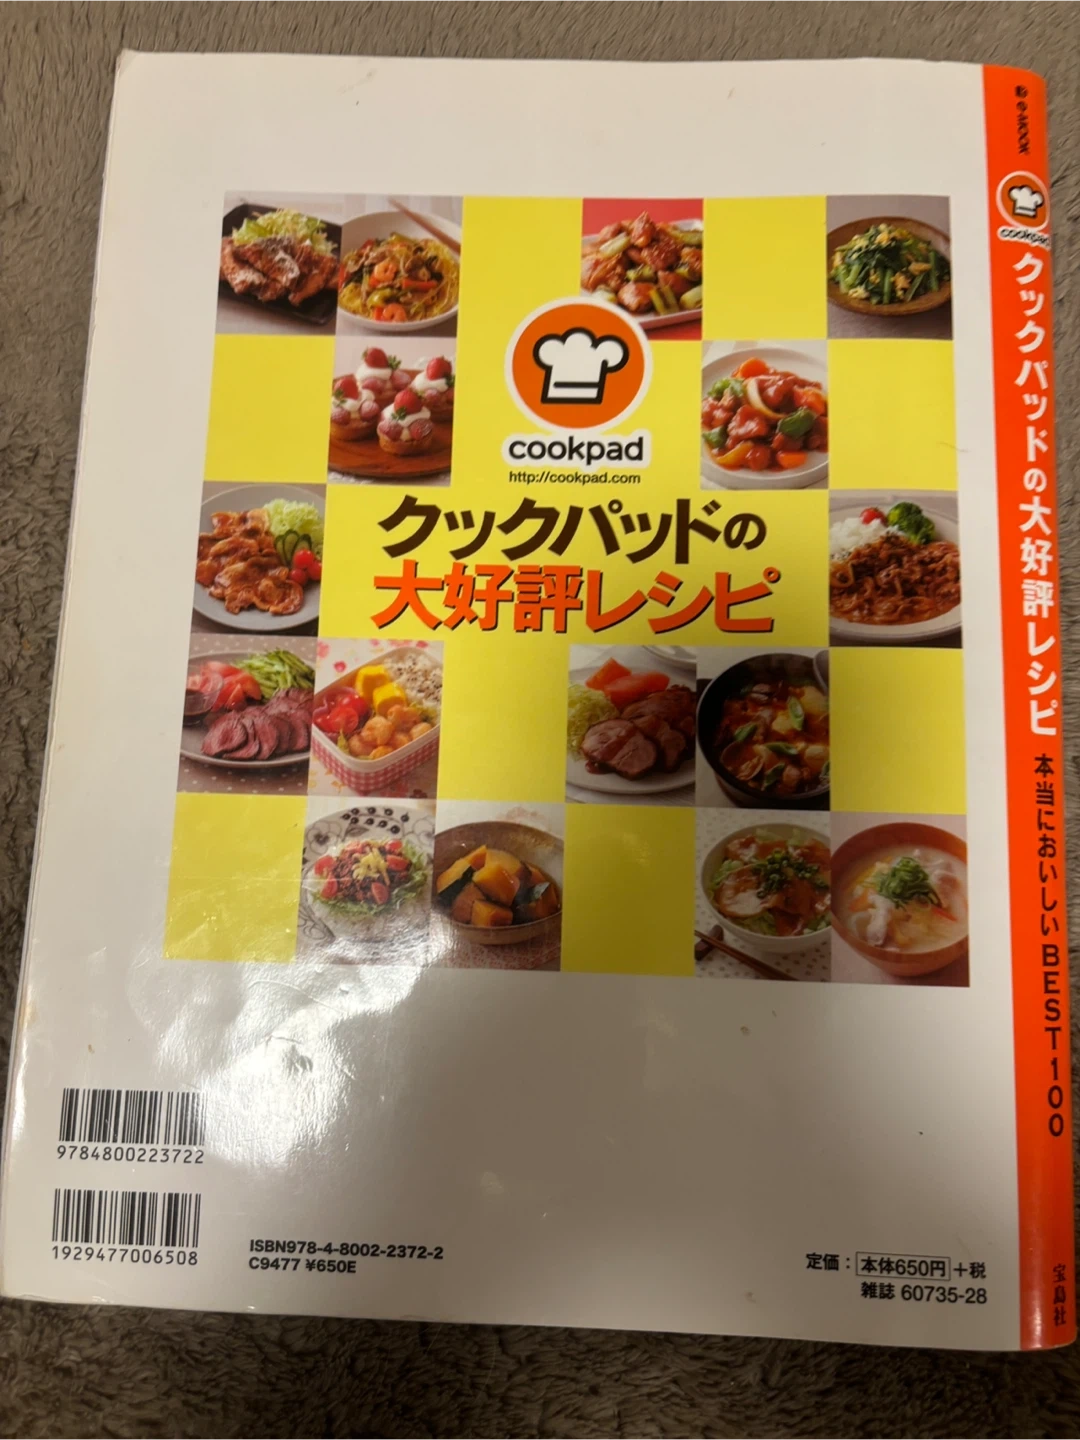 cookpad
http://cookpad.com
クックパッドの
大好評レシピ
9784800223722
1929477006508
ISBN978-4-8002-2372-2
C9477 ¥650E
定価：本体650円＋税
雑誌 60735-28
e-MOOK
cookpad
クックパッドの大好評レシピ 本当においしいBEST100
宝島社